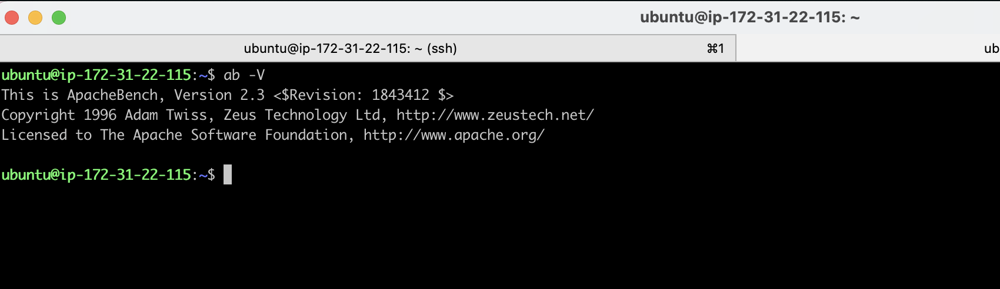 ubuntu@ip-172-31-22-115: ~
ubuntu@ip-172-31-22-115: ~ (ssh) ⌘1 ub
ubuntu@ip-172-31-22-115:~$ ab -V
This is ApacheBench, Version 2.3 <$Revision: 1843412 $>
Copyright 1996 Adam Twiss, Zeus Technology Ltd, http://www.zeustech.net/
Licensed to The Apache Software Foundation, http://www.apache.org/
ubuntu@ip-172-31-22-115:~$